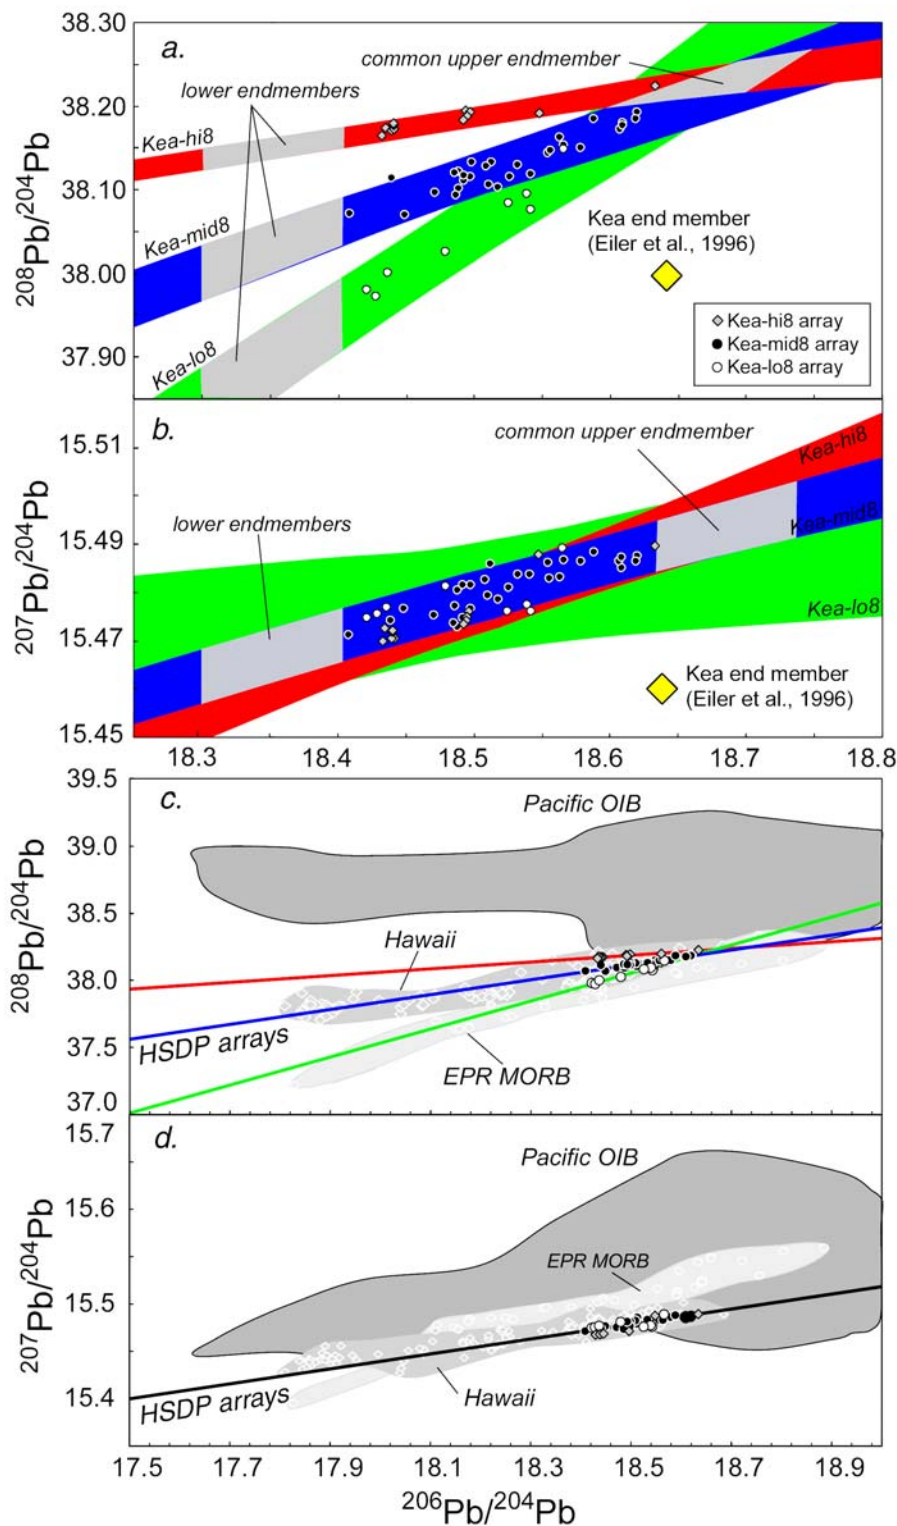 a.
38.30
38.20
38.10
38.00
37.90
208Pb/204Pb
common upper endmember
lower endmembers
Kea-hi8
Kea-mid8
Kea-lo8
Kea end member
(Eiler et al., 1996)
Kea-hi8 array
Kea-mid8 array
Kea-lo8 array
b.
15.51
15.49
15.47
15.45
207Pb/204Pb
common upper endmember
lower endmembers
Kea-hi8
Kea-mid8
Kea-lo8
Kea end member
(Eiler et al., 1996)
18.3 18.4 18.5 18.6 18.7 18.8
c.
39.5
39.0
38.5
38.0
37.5
37.0
208Pb/204Pb
Pacific OIB
Hawaii
HSDP arrays
EPR MORB
d.
15.7
15.6
15.5
15.4
207Pb/204Pb
Pacific OIB
EPR MORB
HSDP arrays
Hawaii
17.5 17.7 17.9 18.1 18.3 18.5 18.7 18.9
206Pb/204Pb